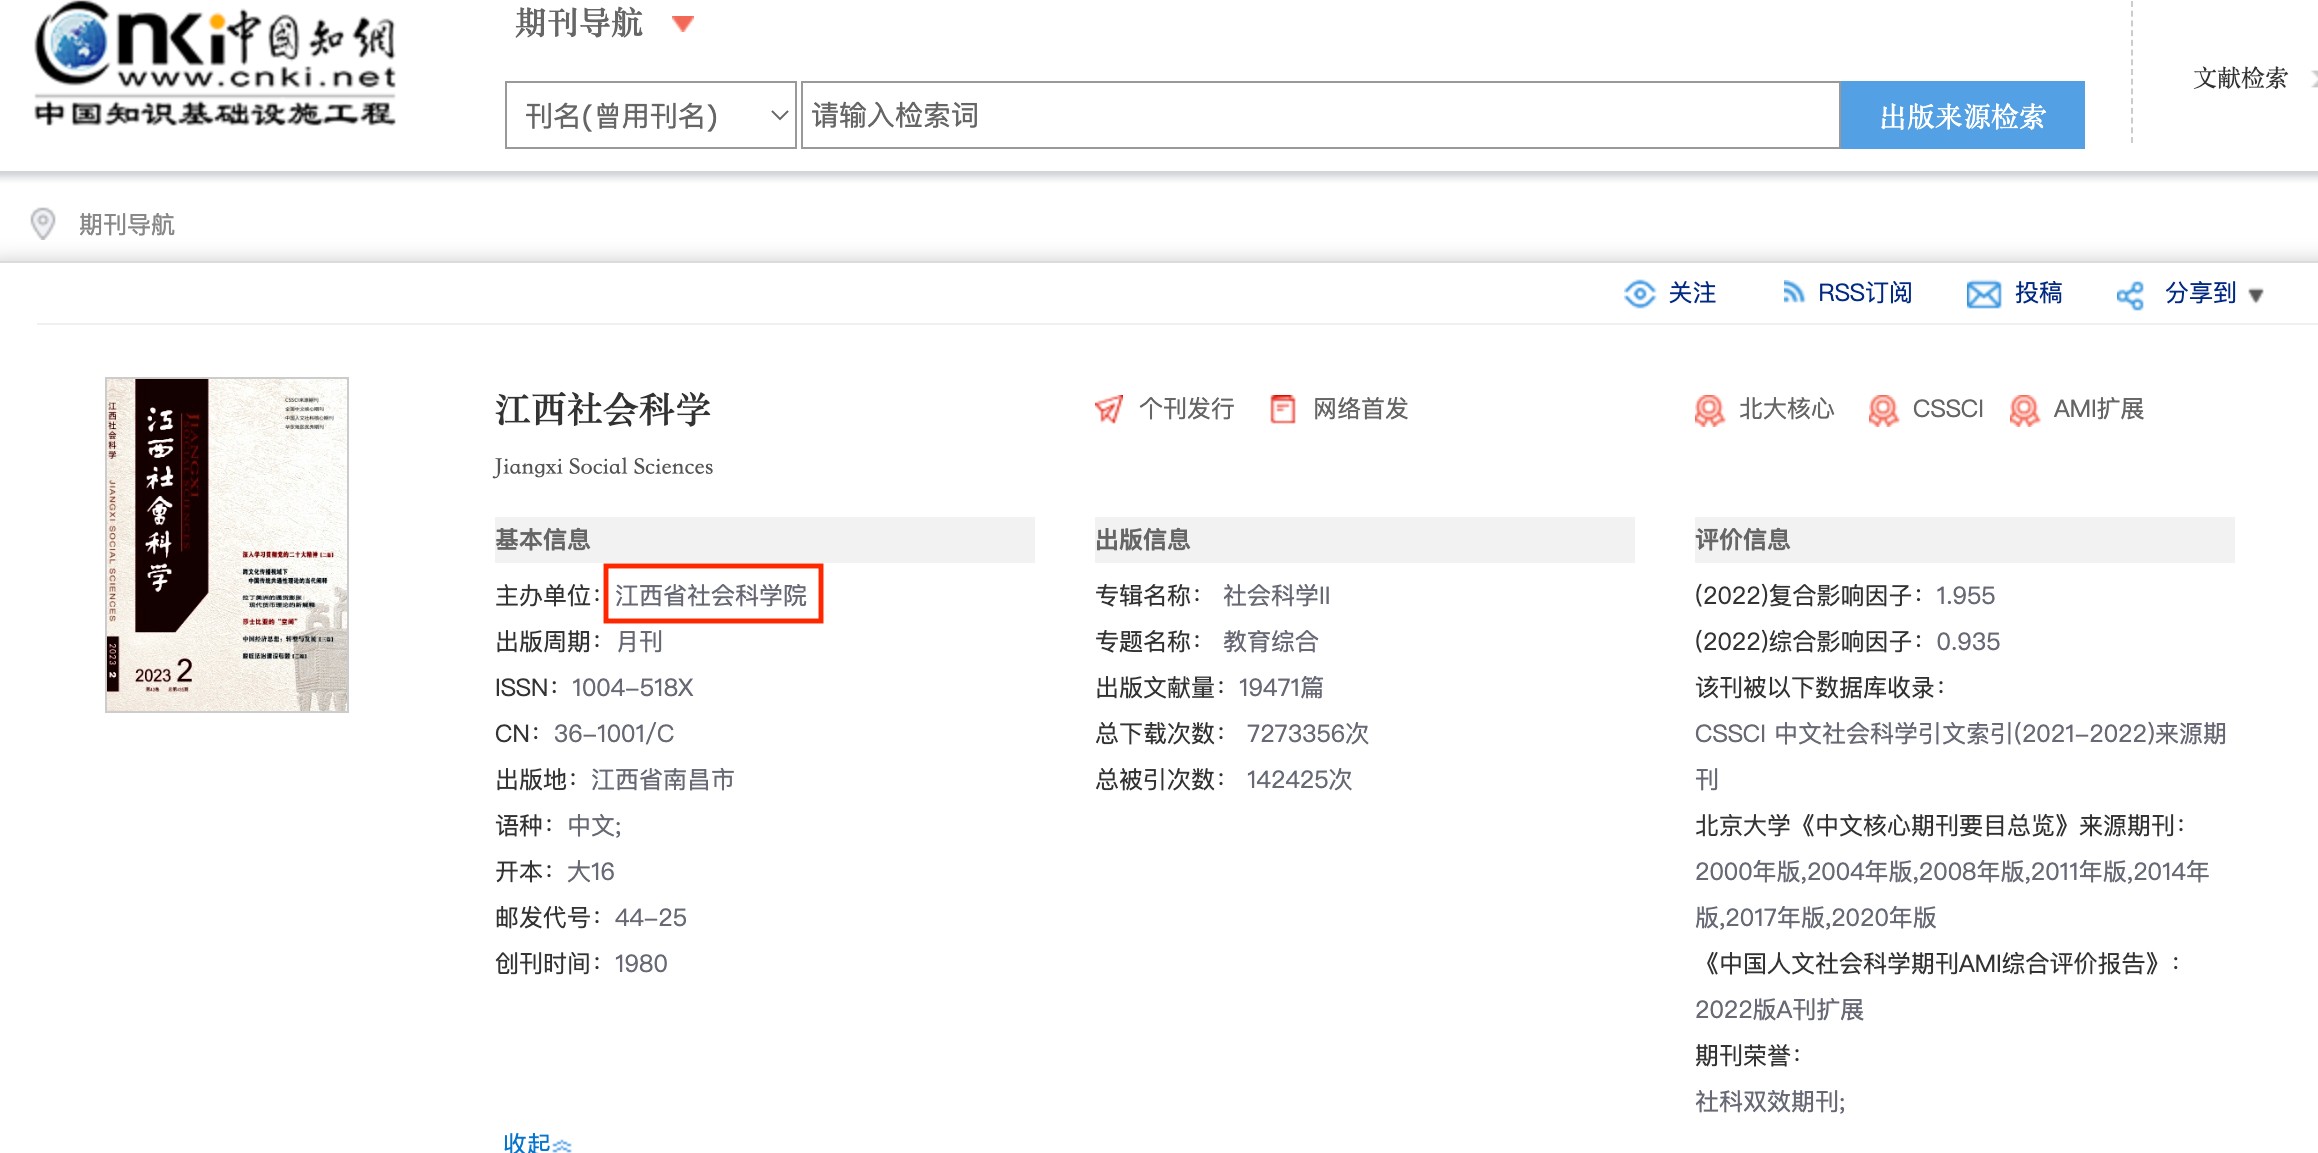 cnki中国知網
www.cnki.net
中国知识基础设施工程
期刊导航
刊名(曾用刊名) 请输入检索词 出版来源检索
文献检索
期刊导航
关注 RSS订阅 投稿 分享到
江西社会科学 JIANGXI SOCIAL SCIENCES 2023 2
江西社會科学
2023 2
江西社会科学
Jiangxi Social Sciences
个刊发行 网络首发
北大核心 CSSCI AMI扩展
基本信息
主办单位：江西省社会科学院
出版周期：月刊
ISSN：1004-518X
CN：36-1001/C
出版地：江西省南昌市
语种：中文;
开本：大16
邮发代号：44-25
创刊时间：1980
出版信息
专辑名称：社会科学II
专题名称：教育综合
出版文献量：19471篇
总下载次数：7273356次
总被引次数：142425次
评价信息
(2022)复合影响因子：1.955
(2022)综合影响因子：0.935
该刊被以下数据库收录：
CSSCI 中文社会科学引文索引(2021-2022)来源期
刊
北京大学《中文核心期刊要目总览》来源期刊：
2000年版,2004年版,2008年版,2011年版,2014年
版,2017年版,2020年版
《中国人文社会科学期刊AMI综合评价报告》：
2022版A刊扩展
期刊荣誉：
社科双效期刊;
收起